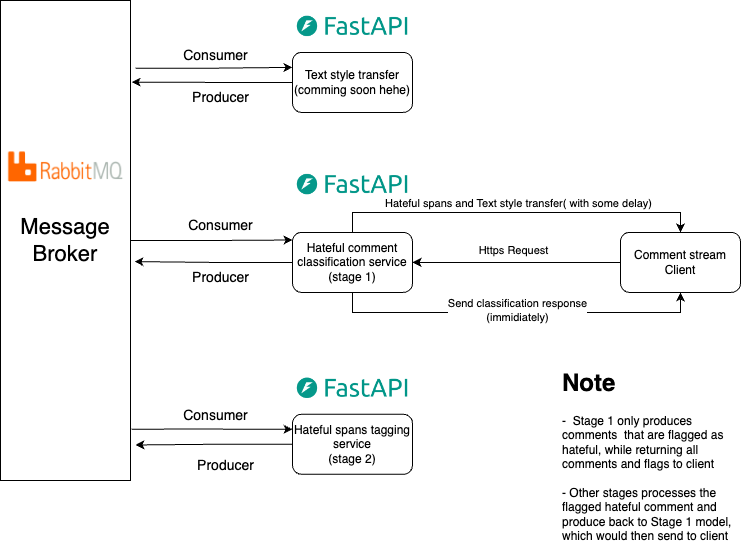 FastAPI
Consumer
Text style transfer
(comming soon hehe)
Producer
RabbitMQ
Message
Broker
FastAPI
Hateful spans and Text style transfer( with some delay)
Consumer
Hateful comment
classification service
(stage 1)
Https Request
Comment stream
Client
Producer
Send classification response
(immidiately)
FastAPI
Consumer
Hateful spans tagging
service
(stage 2)
Producer
Note
- Stage 1 only produces
comments that are flagged as
hateful, while returning all
comments and flags to client
- Other stages processes the
flagged hateful comment and
produce back to Stage 1 model,
which would then send to client